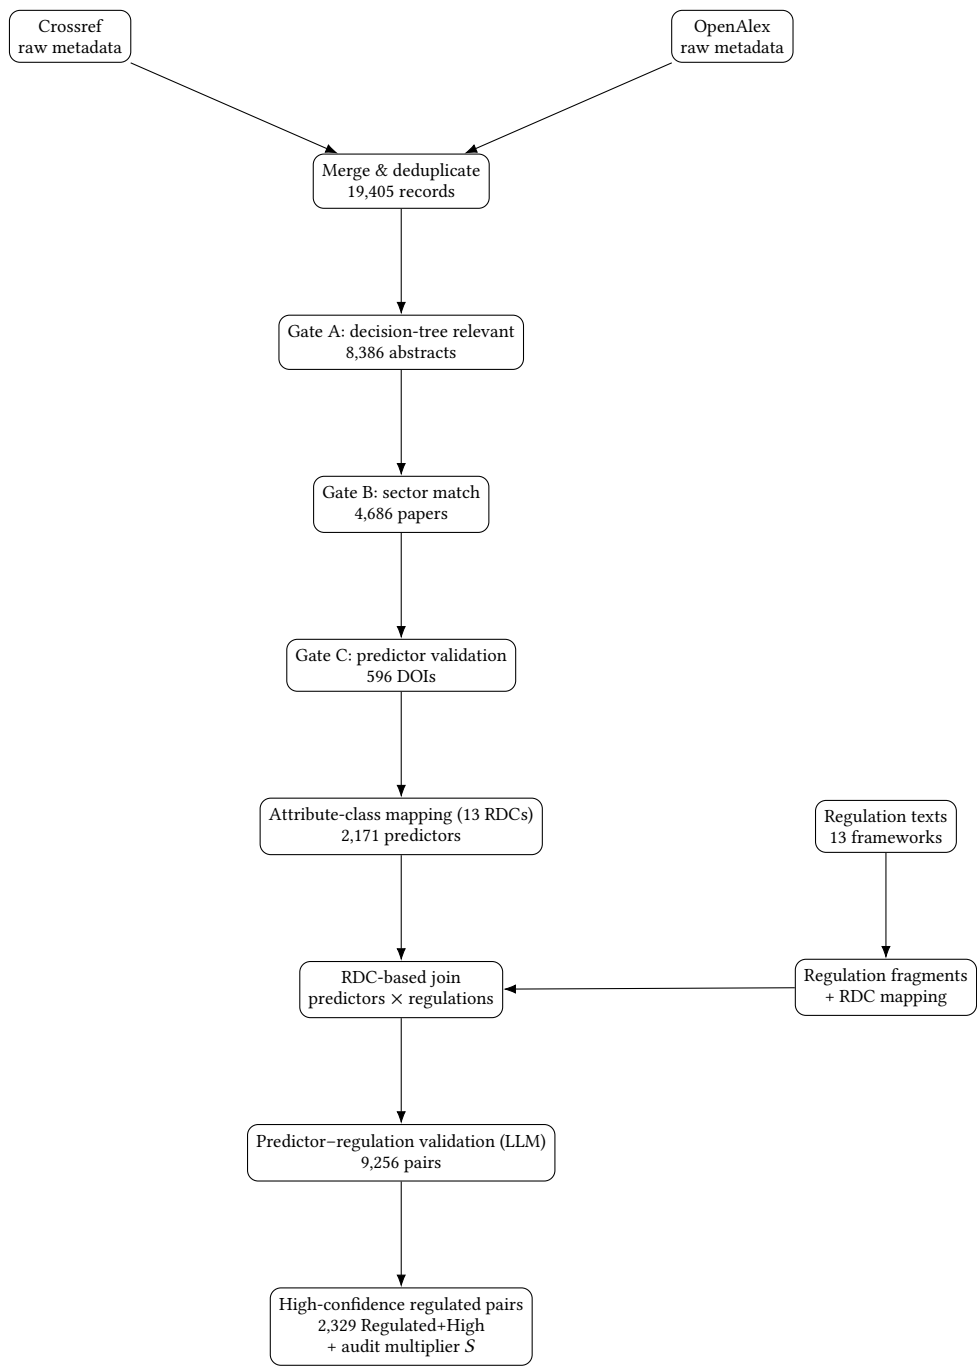 Crossref
raw metadata
OpenAlex
raw metadata
Merge & deduplicate
19,405 records
Gate A: decision-tree relevant
8,386 abstracts
Gate B: sector match
4,686 papers
Gate C: predictor validation
596 DOIs
Attribute-class mapping (13 RDCs)
2,171 predictors
Regulation texts
13 frameworks
RDC-based join
predictors × regulations
Regulation fragments
+ RDC mapping
Predictor–regulation validation (LLM)
9,256 pairs
High-confidence regulated pairs
2,329 Regulated+High
+ audit multiplier S